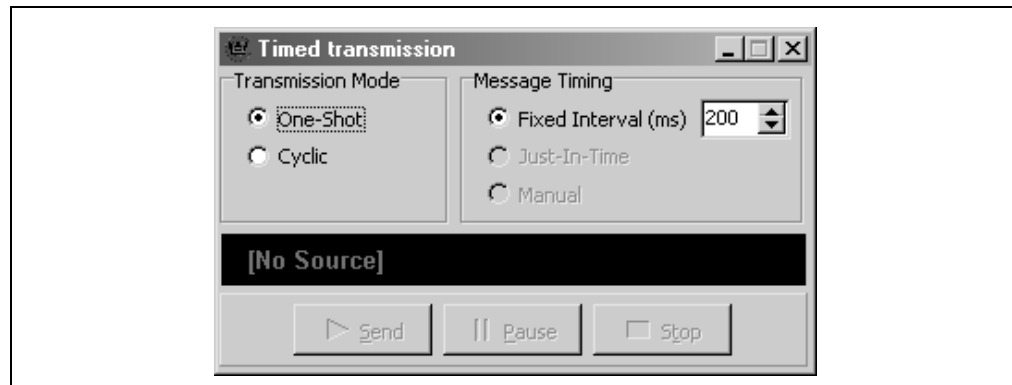 Timed transmission
Transmission Mode
One-Shot
Cyclic
Message Timing
Fixed Interval (ms) 200
Just-In-Time
Manual
[No Source]
Send
Pause
Stop